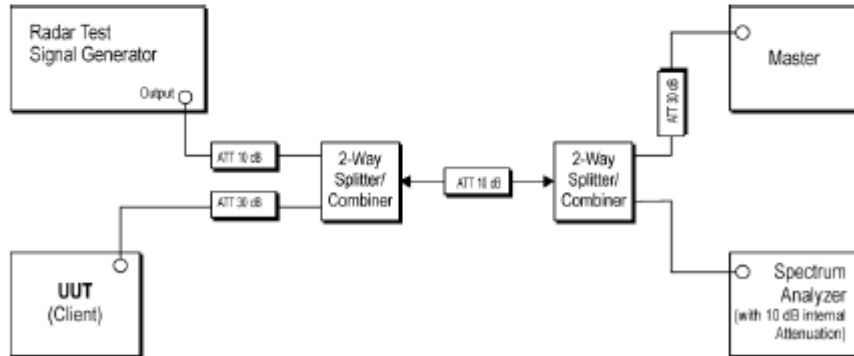 Radar Test
Signal Generator
Output
ATT 10 dB
ATT 30 dB
UUT
(Client)
2-Way
Splitter/
Combiner
ATT 10 dB
2-Way
Splitter/
Combiner
ATT 30 dB
Master
Spectrum
Analyzer
(with 10 dB internal
Attenuation)